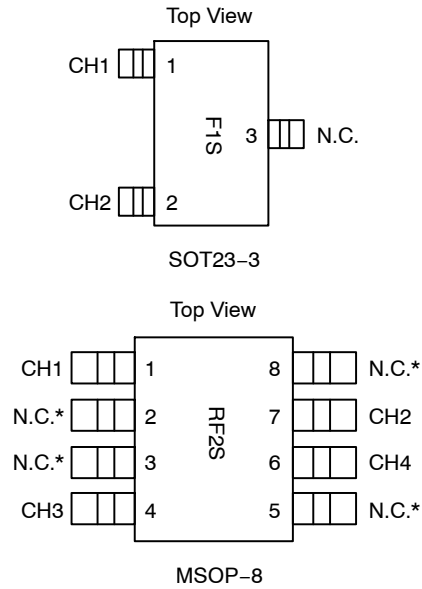 Top View
CH1 1
F1S 3 N.C.
CH2 2
SOT23–3
Top View
CH1 1 8 N.C.*
N.C.* 2 7 CH2
RF2S
N.C.* 3 6 CH4
CH3 4 5 N.C.*
MSOP–8